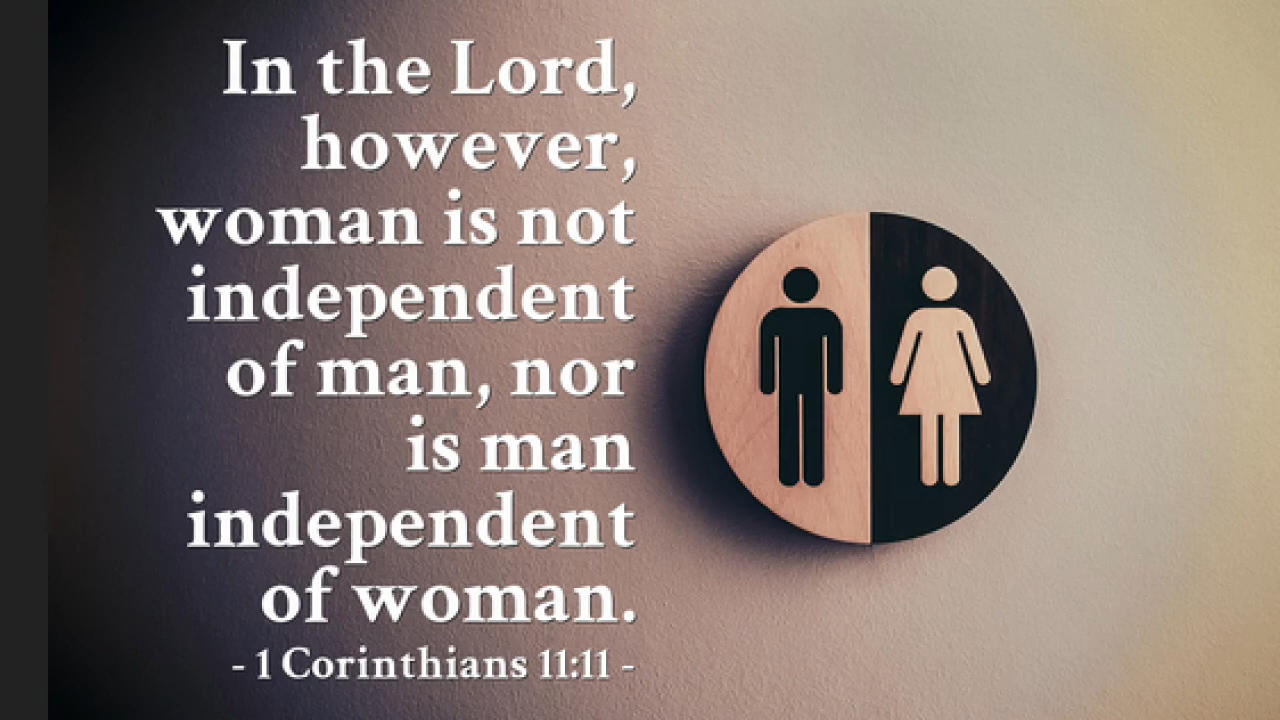 In the Lord,
however,
woman is not
independent
of man, nor
is man
independent
of woman.
- 1 Corinthians 11:11 -